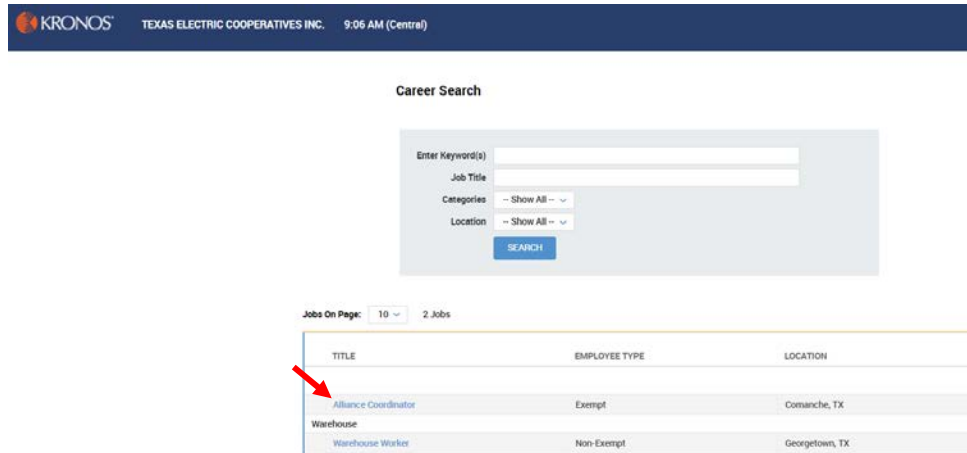 KRONOS TEXAS ELECTRIC COOPERATIVES INC. 9:06 AM (Central)
Career Search
Enter Keyword(s)
Job Title
Categories -- Show All --
Location -- Show All --
SEARCH
Jobs On Page: 10 2 Jobs
TITLE EMPLOYEE TYPE LOCATION
Alliance Coordinator Exempt Comanche, TX
Warehouse
Warehouse Worker Non-Exempt Georgetown, TX